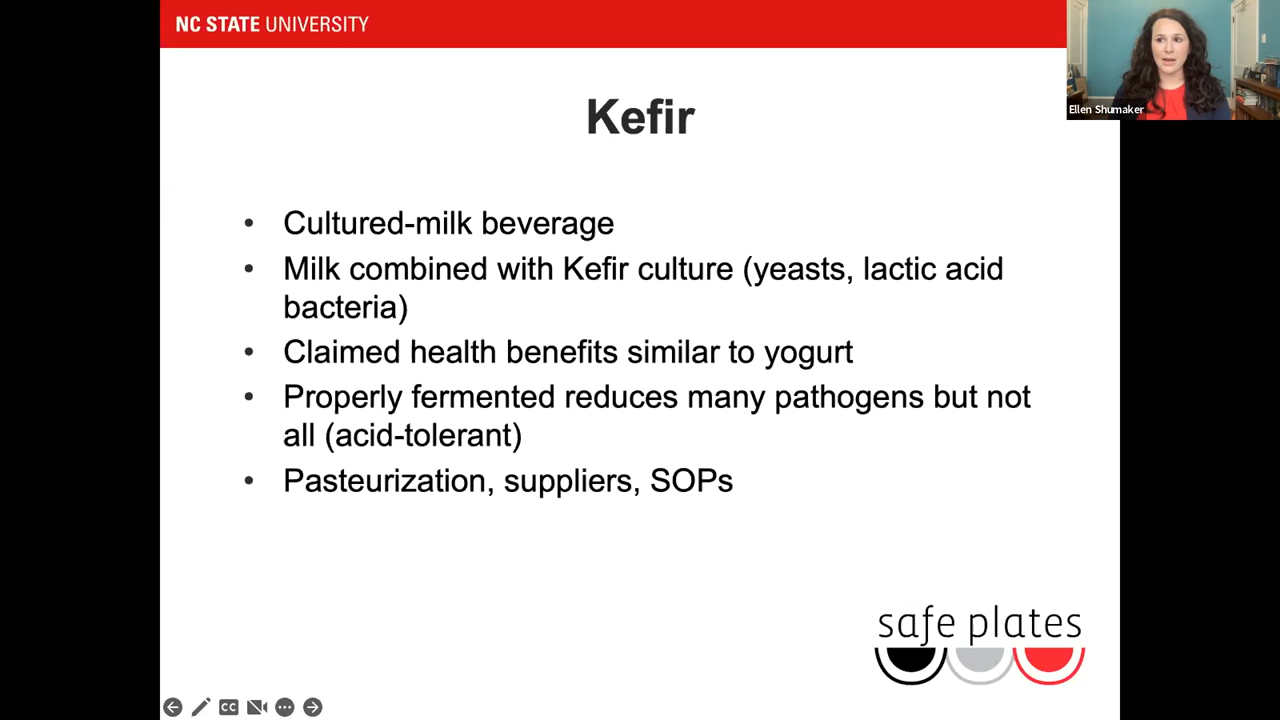 NC STATE UNIVERSITY
Ellen Shumaker
Kefir
• Cultured-milk beverage
• Milk combined with Kefir culture (yeasts, lactic acid
bacteria)
• Claimed health benefits similar to yogurt
• Properly fermented reduces many pathogens but not
all (acid-tolerant)
• Pasteurization, suppliers, SOPs
safe plates
CC